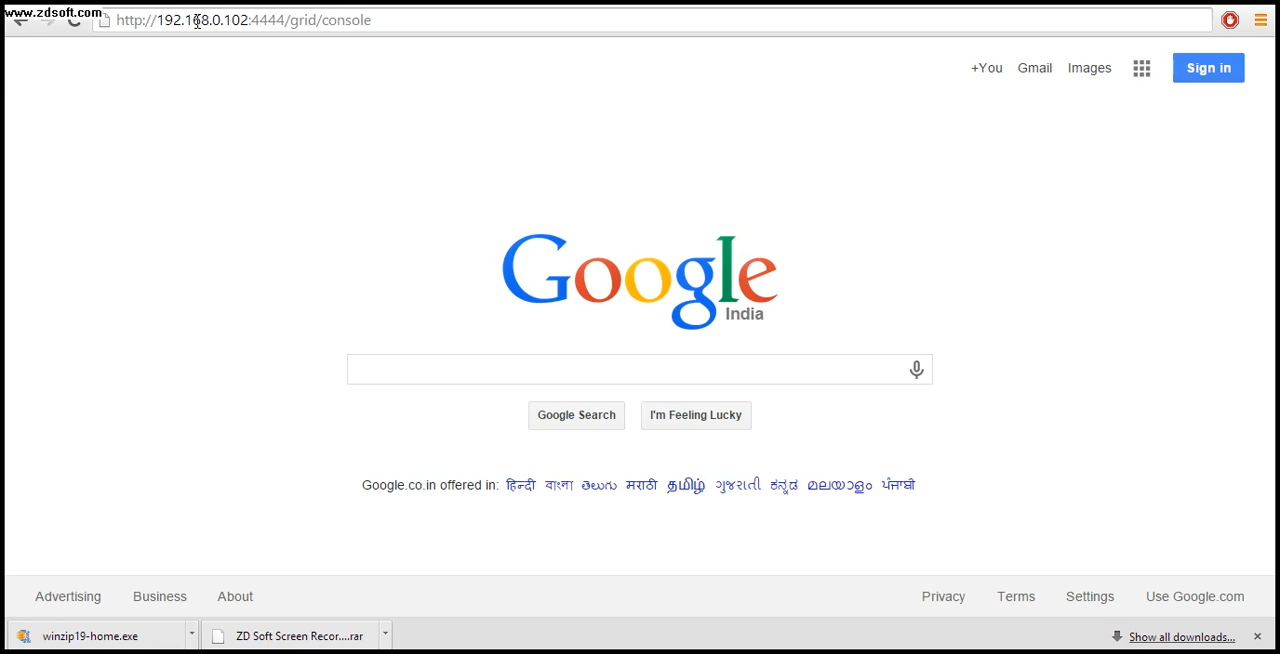 www.zdsoft.com
http://192.168.0.102:4444/grid/console
+You Gmail Images Sign in
Google
India
Google Search I'm Feeling Lucky
Google.co.in offered in: हिन्दी বাংলা తెలుగు मराठी தமிழ் ગુજરાતી ಕನ್ನಡ മലയാളം ਪੰਜਾਬੀ
Advertising Business About Privacy Terms Settings Use Google.com
winzip19-home.exe ZD Soft Screen Recor....rar Show all downloads...